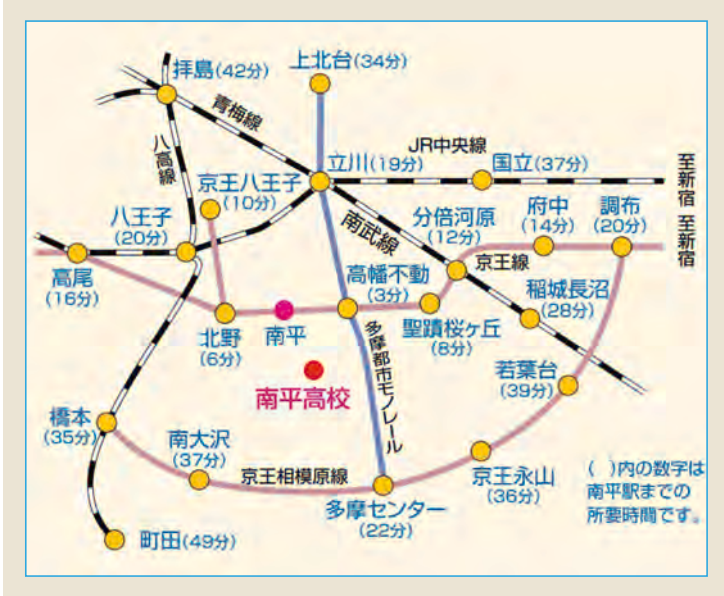 上北台(34分)
拝島(42分)
青梅線
JR中央線
八高線
立川(19分)
国立(37分)
至新宿
京王八王子
(10分)
南武線
分倍河原
(12分)
府中
(14分)
調布
(20分)
至新宿
八王子
(20分)
京王線
高尾
(16分)
高幡不動
(3分)
稲城長沼
(28分)
北野
(6分)
南平
聖蹟桜ヶ丘
(8分)
多摩都市モノレール
若葉台
(39分)
南平高校
橋本
(35分)
南大沢
(37分)
京王相模原線
京王永山
(36分)
多摩センター
(22分)
町田(49分)
( )内の数字は
南平駅までの
所要時間です。